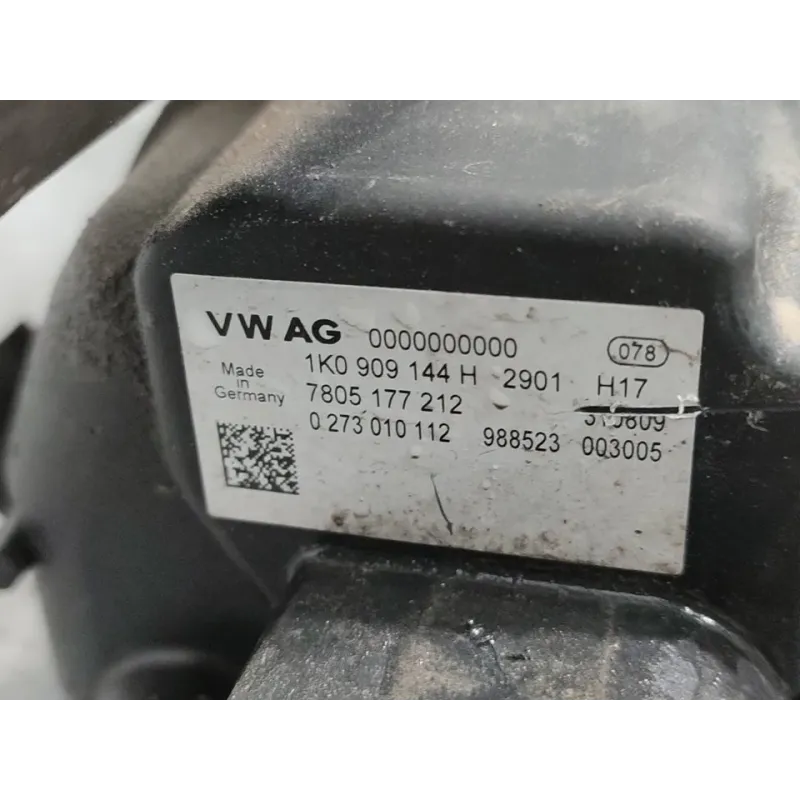 VW AG 0000000000 078
Made in Germany
1K0 909 144 H 2901 H17
7805 177 212
0 273 010 112 988523 003005